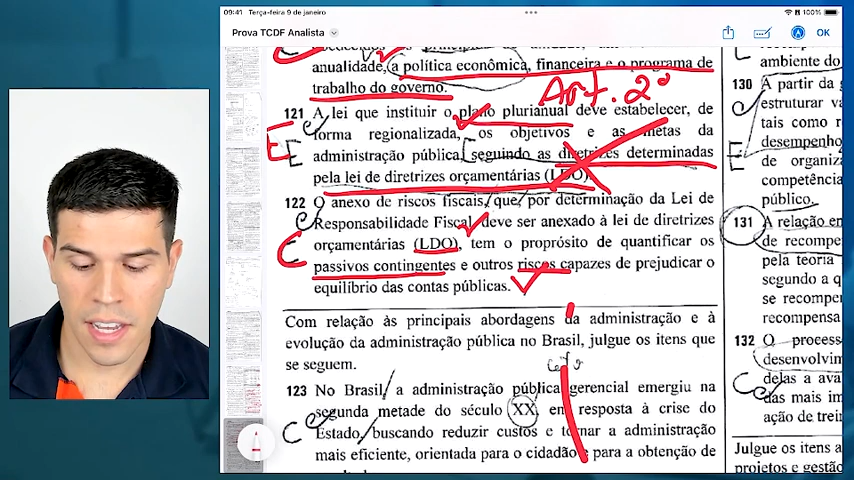 09:41 Terça-feira 9 de janeiro
100%
Prova TCDF Analista
OK
anualidade, a política econômica, financeira e o programa de
trabalho do governo.
Art. 2º
121 A lei que instituir o plano plurianual deve estabelecer, de
forma regionalizada, os objetivos e as metas da
administração pública, seguindo as diretrizes determinadas
pela lei de diretrizes orçamentárias (LDO).
E E
122 O anexo de riscos fiscais, que, por determinação da Lei de
Responsabilidade Fiscal, deve ser anexado à lei de diretrizes
orçamentárias (LDO), tem o propósito de quantificar os
passivos contingentes e outros riscos capazes de prejudicar o
equilíbrio das contas públicas.
C
Com relação às principais abordagens da administração e à
evolução da administração pública no Brasil, julgue os itens que
se seguem.
123 No Brasil, a administração pública gerencial emergiu na
segunda metade do século XX, em resposta à crise do
Estado, buscando reduzir custos e tornar a administração
mais eficiente, orientada para o cidadão e para a obtenção de
C
ambiente do
130 A partir da
estruturar va
tais como r
desempenho
de organiz
competência
público.
E
131 A relação en
de recompe
pela teoria
segundo a q
se recompe
recompensa
132 O process
desenvolvim
delas a ava
das mais im
ação de trei
Julgue os itens a
projetos e gestão